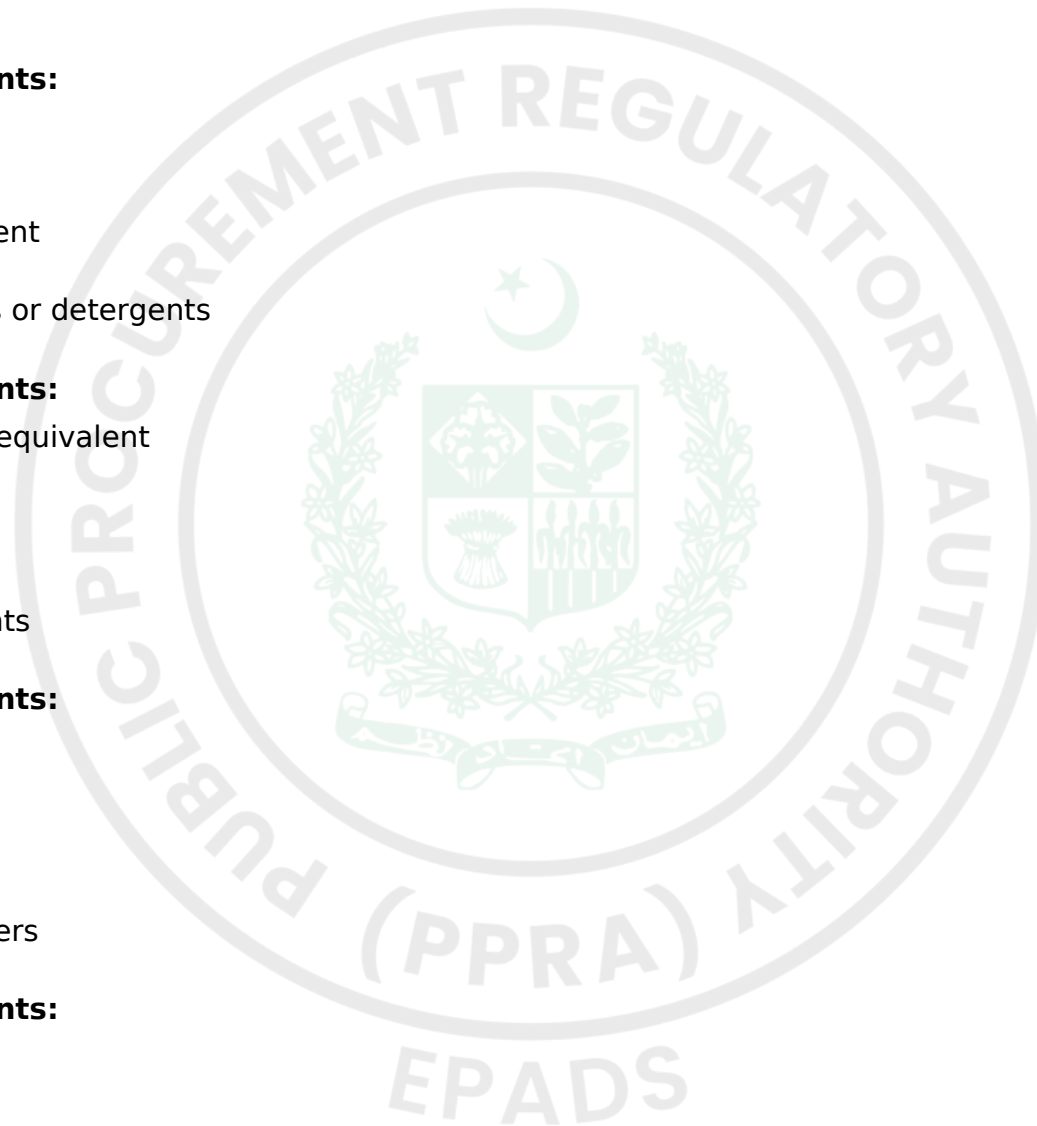 nts:
ent
or detergents
nts:
equivalent
nts
nts:
ers
nts:
PUBLIC PROCUREMENT REGULATORY AUTHORITY
(PPRA)
EPADS